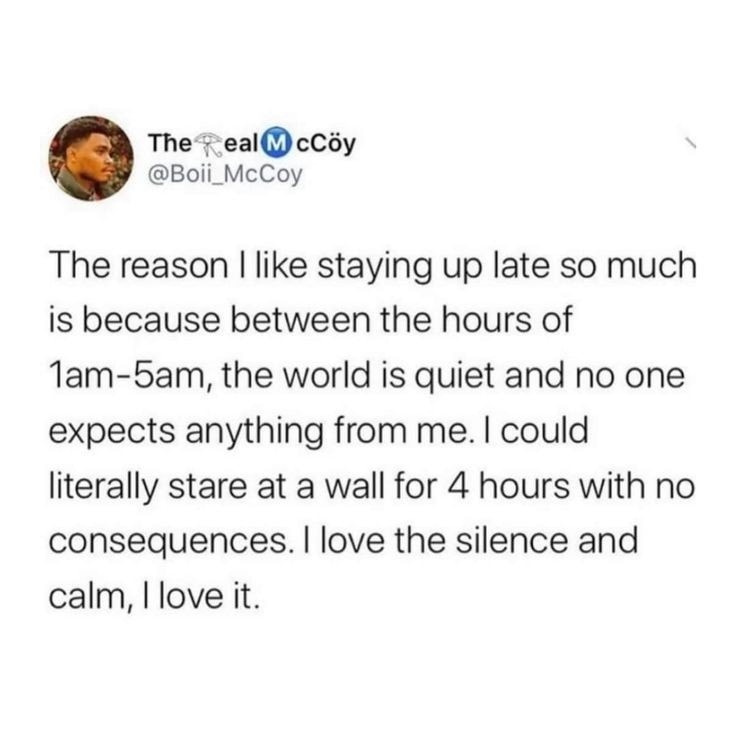 The𓂀eal Ⓜ️cCöy
@Boii_McCoy
The reason I like staying up late so much
is because between the hours of
1am-5am, the world is quiet and no one
expects anything from me. I could
literally stare at a wall for 4 hours with no
consequences. I love the silence and
calm, I love it.